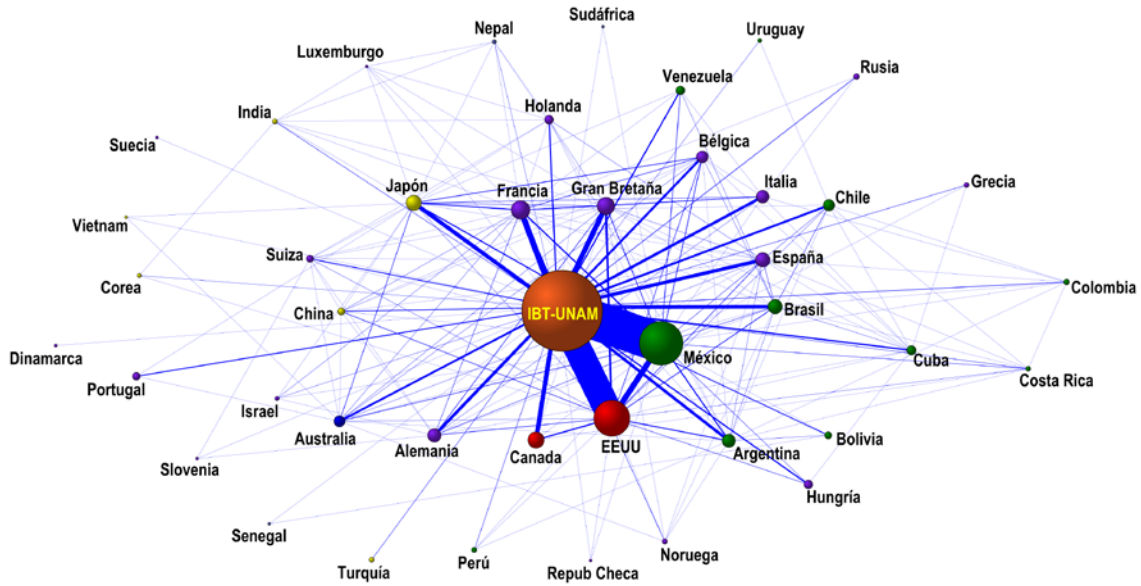 Sudáfrica
Nepal
Uruguay
Luxemburgo
Venezuela
Rusia
India
Holanda
Suecia
Bélgica
Japón
Francia
Gran Bretaña
Italia
Grecia
Chile
Vietnam
Suiza
España
Corea
Colombia
China
IBT-UNAM
Brasil
Dinamarca
México
Cuba
Portugal
Costa Rica
Israel
Australia
Alemania
Canada
EEUU
Argentina
Bolivia
Slovenia
Hungría
Senegal
Turquía
Perú
Repub Checa
Noruega